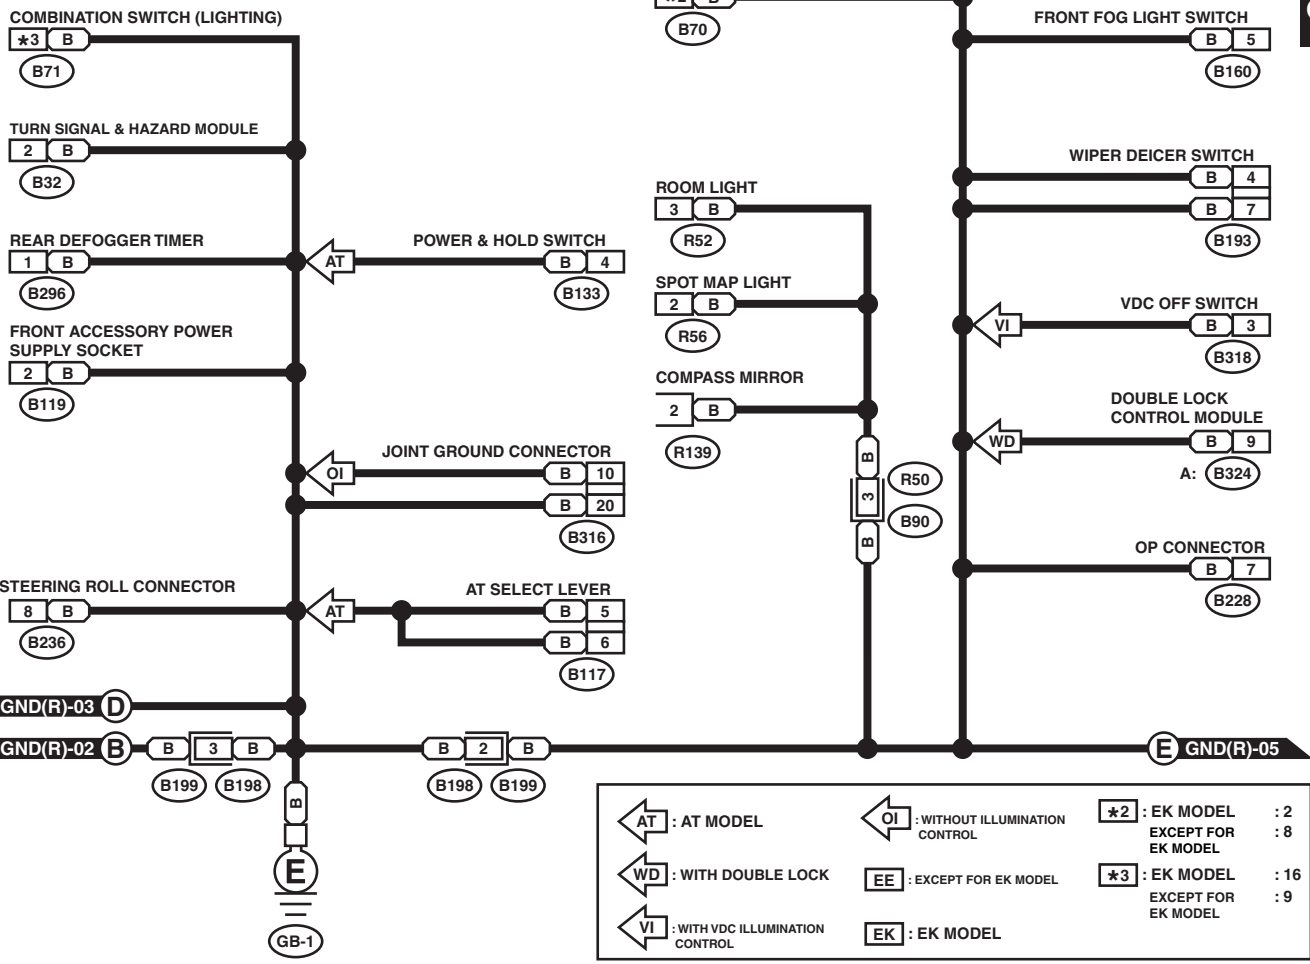 COMBINATION SWITCH (LIGHTING)
*3 B
B71
TURN SIGNAL & HAZARD MODULE
2 B
B32
REAR DEFOGGER TIMER
1 B
B296
FRONT ACCESSORY POWER
SUPPLY SOCKET
2 B
B119
STEERING ROLL CONNECTOR
8 B
B236
GND(R)-03 D
GND(R)-02 B
B 3 B
B199 B198
B
E
GB-1
POWER & HOLD SWITCH
AT B 4
B133
JOINT GROUND CONNECTOR
OI B 10
B 20
B316
AT SELECT LEVER
AT B 5
B 6
B117
B 2 B
B198 B199
B
B70
ROOM LIGHT
3 B
R52
SPOT MAP LIGHT
2 B
R56
COMPASS MIRROR
2 B
R139
B
R50
3
B90
B
FRONT FOG LIGHT SWITCH
B 5
B160
WIPER DEICER SWITCH
B 4
B 7
B193
VDC OFF SWITCH
VI B 3
B318
DOUBLE LOCK
CONTROL MODULE
WD B 9
A: B324
OP CONNECTOR
B 7
B228
E GND(R)-05
AT : AT MODEL
WD : WITH DOUBLE LOCK
VI : WITH VDC ILLUMINATION
CONTROL
OI : WITHOUT ILLUMINATION
CONTROL
EE : EXCEPT FOR EK MODEL
EK : EK MODEL
*2 : EK MODEL : 2
EXCEPT FOR : 8
EK MODEL
*3 : EK MODEL : 16
EXCEPT FOR : 9
EK MODEL